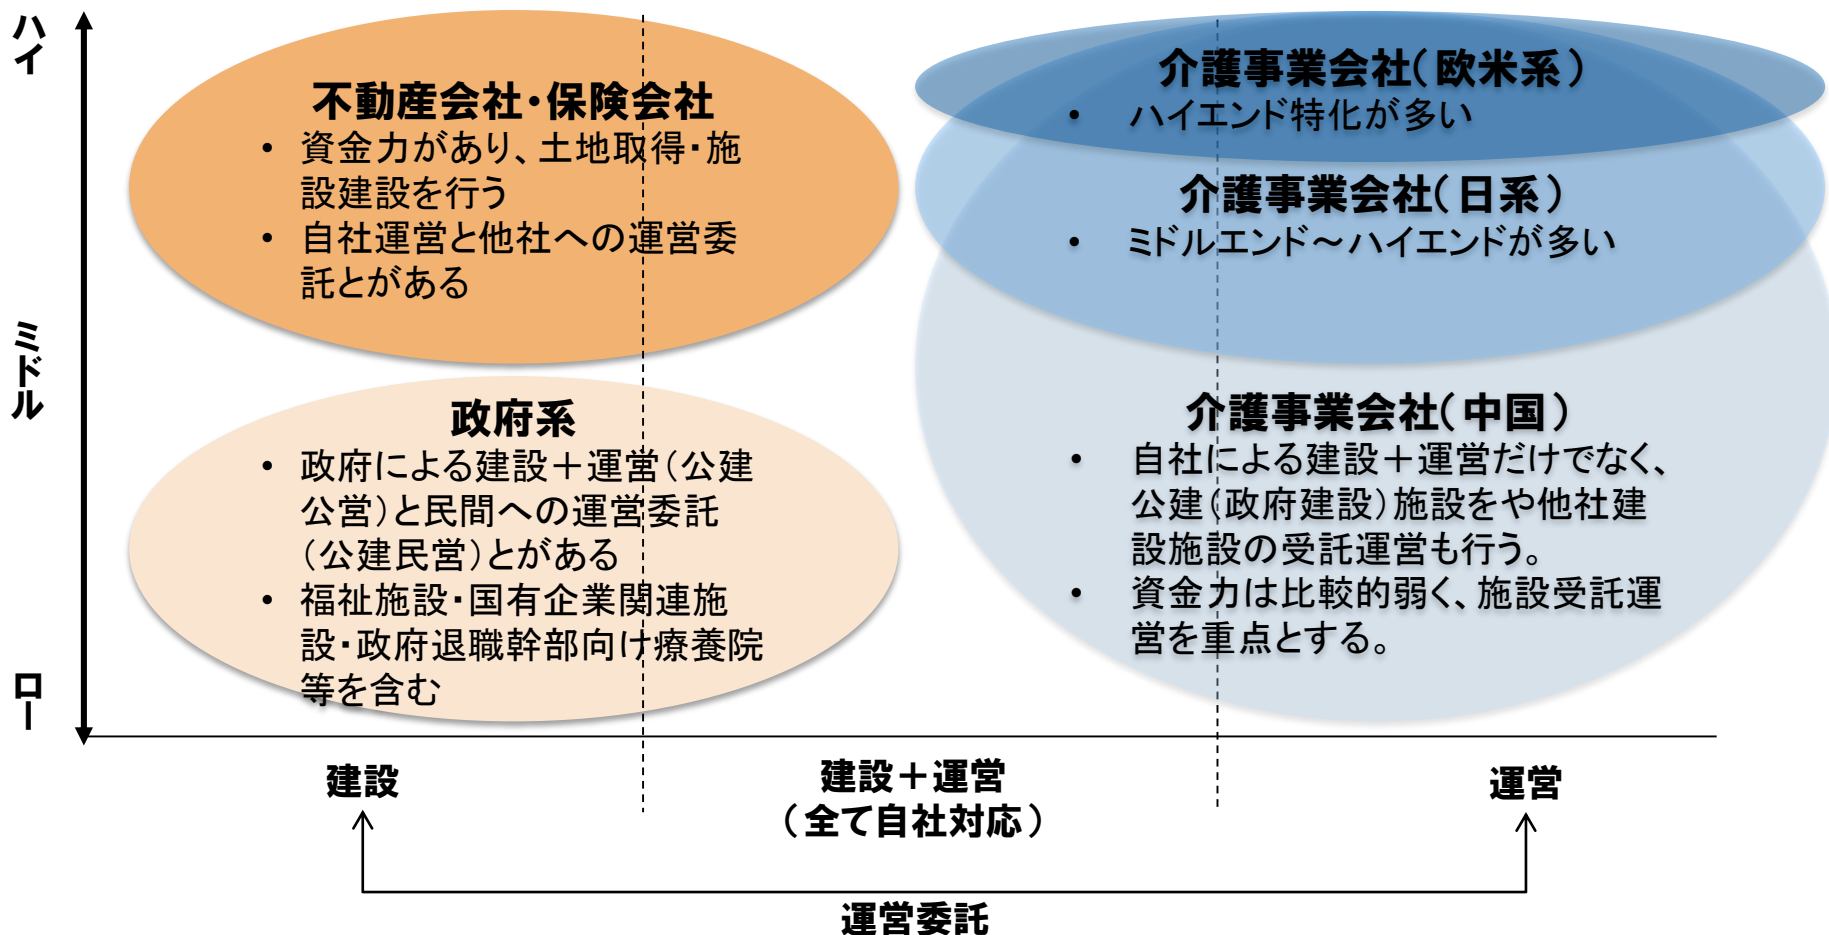 ハイ
ミドル
ロー
不動産会社・保険会社
• 資金力があり、土地取得・施
設建設を行う
• 自社運営と他社への運営委
託とがある
政府系
• 政府による建設＋運営（公建
公営）と民間への運営委託
（公建民営）とがある
• 福祉施設・国有企業関連施
設・政府退職幹部向け療養院
等を含む
介護事業会社（欧米系）
• ハイエンド特化が多い
介護事業会社（日系）
• ミドルエンド～ハイエンドが多い
介護事業会社（中国）
• 自社による建設＋運営だけでなく、
公建（政府建設）施設をや他社建
設施設の受託運営も行う。
• 資金力は比較的弱く、施設受託運
営を重点とする。
建設
建設＋運営
（全て自社対応）
運営
運営委託